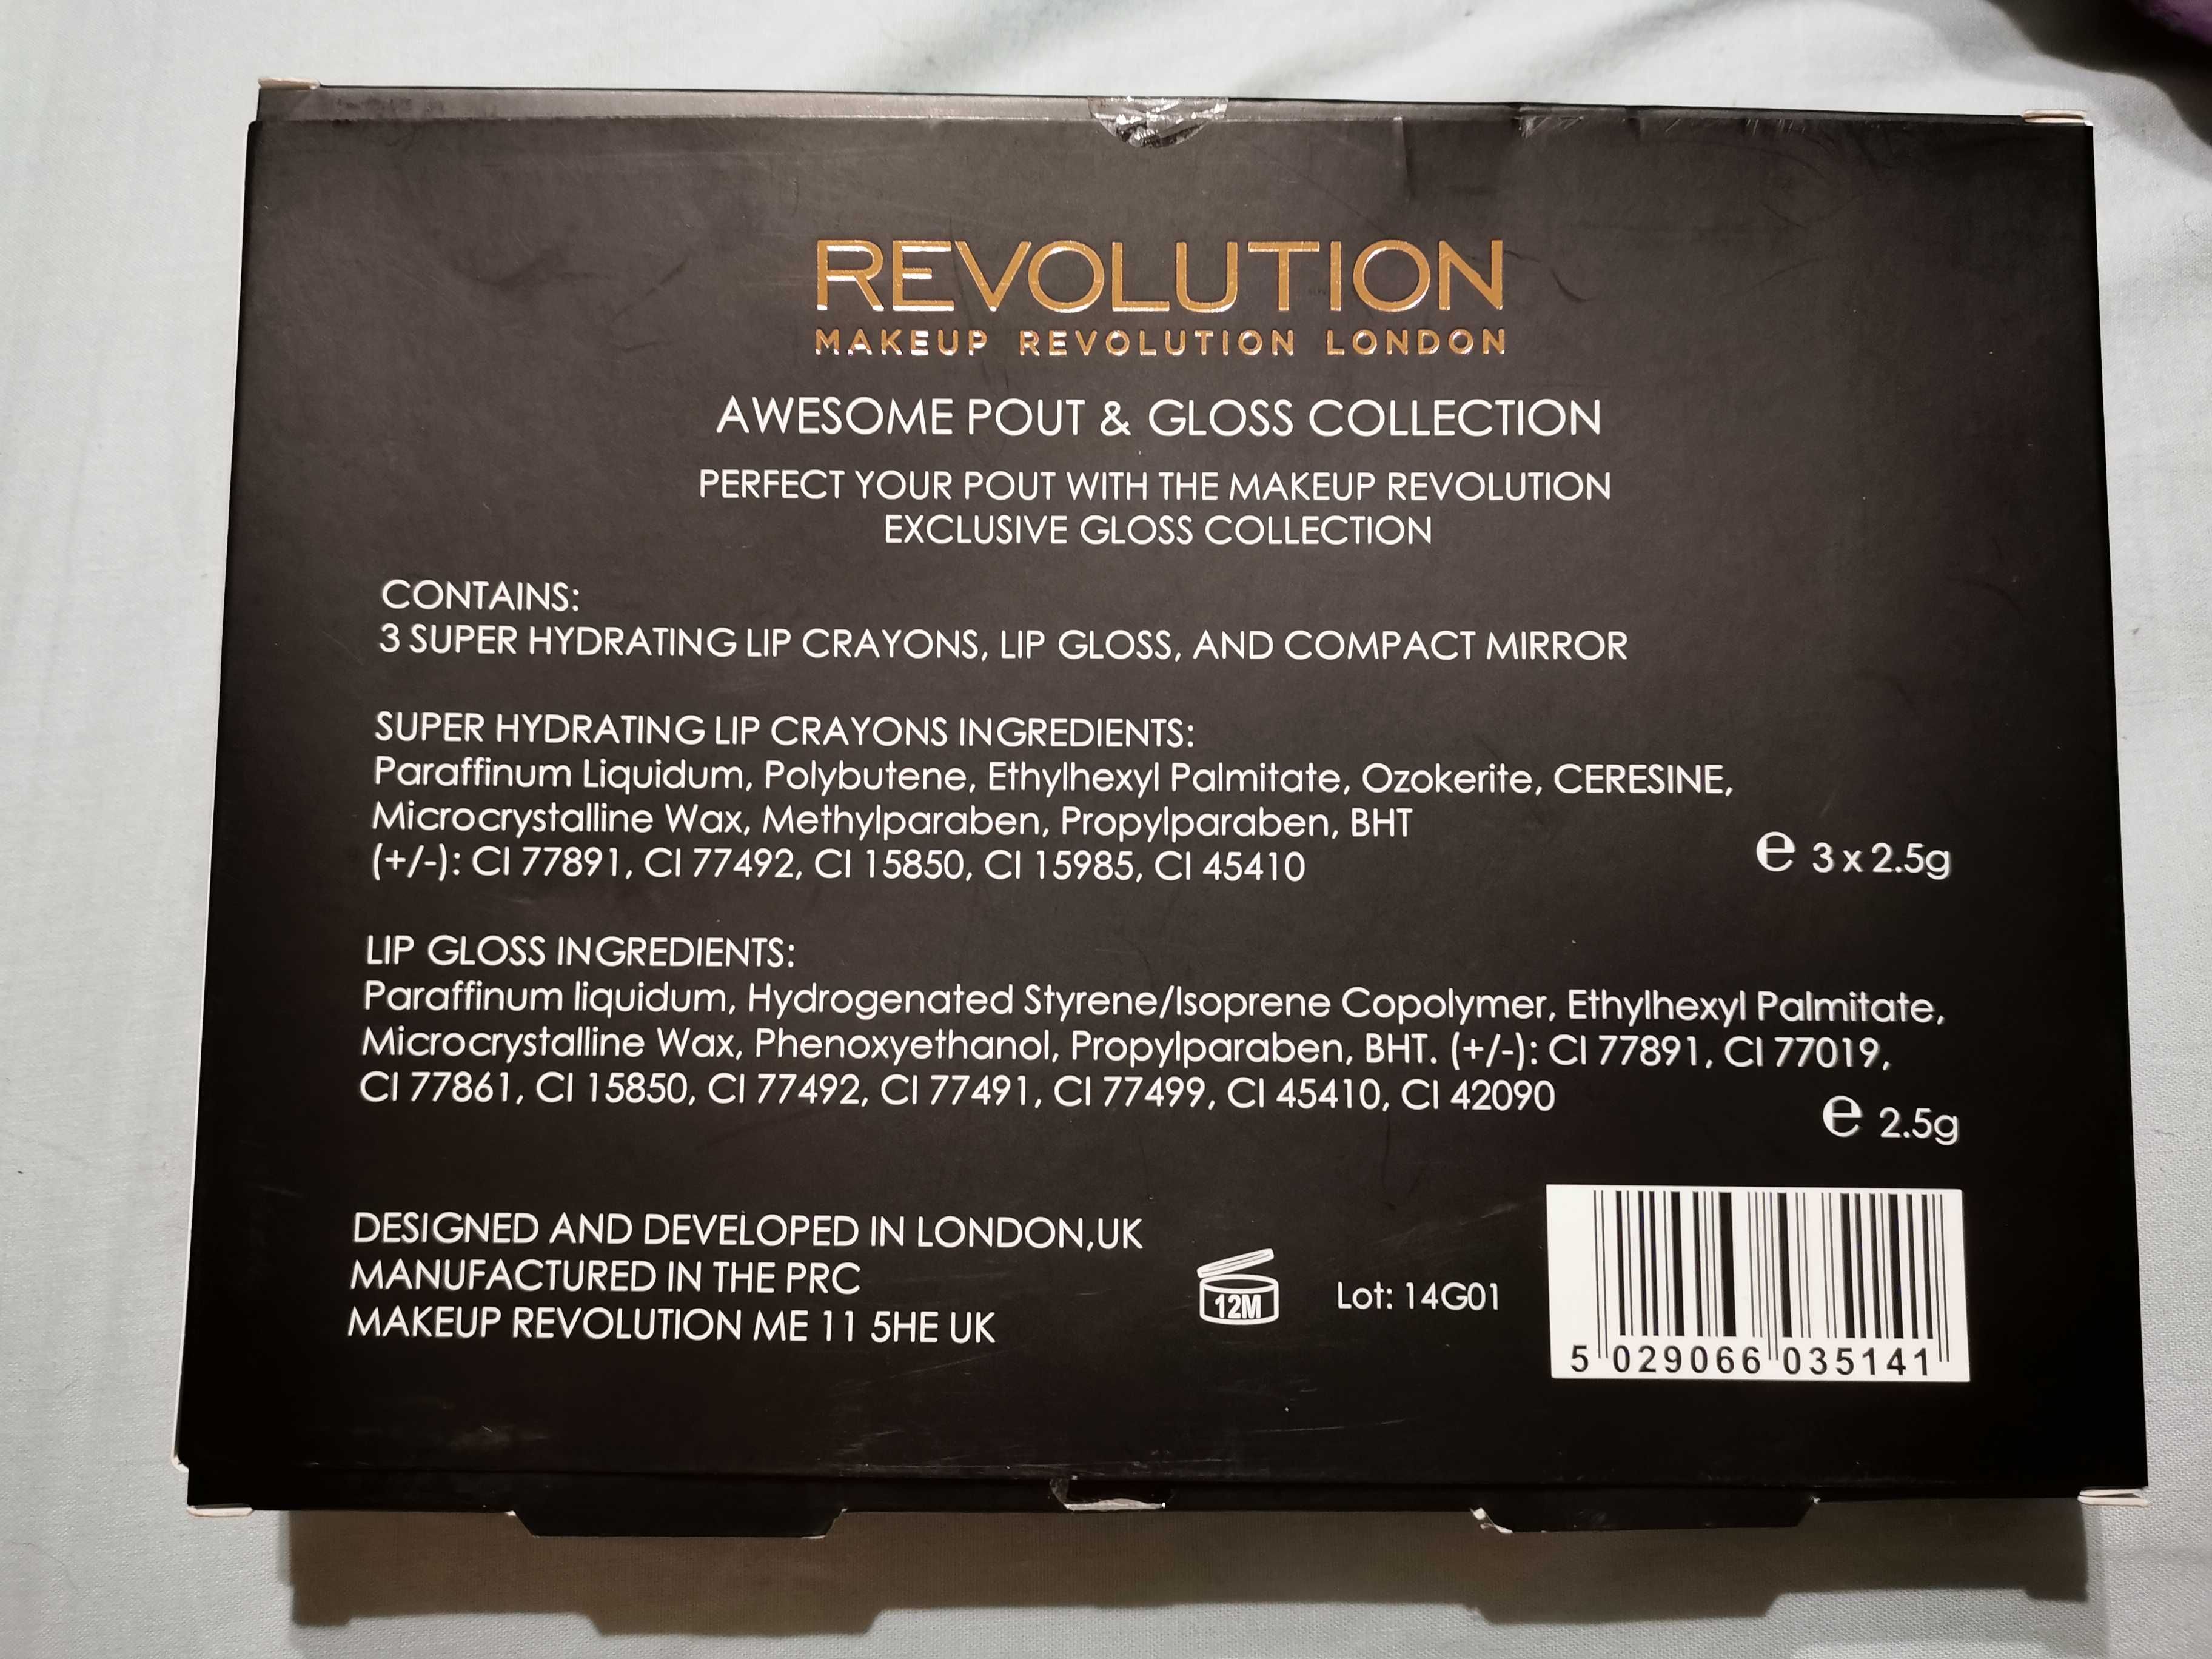 REVOLUTION
MAKEUP REVOLUTION LONDON
AWESOME POUT & GLOSS COLLECTION
PERFECT YOUR POUT WITH THE MAKEUP REVOLUTION
EXCLUSIVE GLOSS COLLECTION
CONTAINS:
3 SUPER HYDRATING LIP CRAYONS, LIP GLOSS, AND COMPACT MIRROR
SUPER HYDRATING LIP CRAYONS INGREDIENTS:
Paraffinum Liquidum, Polybutene, Ethylhexyl Palmitate, Ozokerite, CERESINE,
Microcrystalline Wax, Methylparaben, Propylparaben, BHT
(+/-): CI 77891, CI 77492, CI 15850, CI 15985, CI 45410
e 3 x 2.5g
LIP GLOSS INGREDIENTS:
Paraffinum liquidum, Hydrogenated Styrene/Isoprene Copolymer, Ethylhexyl Palmitate,
Microcrystalline Wax, Phenoxyethanol, Propylparaben, BHT. (+/-): CI 77891, CI 77019,
CI 77861, CI 15850, CI 77492, CI 77491, CI 77499, CI 45410, CI 42090
e 2.5g
DESIGNED AND DEVELOPED IN LONDON,UK
MANUFACTURED IN THE PRC
MAKEUP REVOLUTION ME 11 5HE UK
12M
Lot: 14G01
5 029066 035141